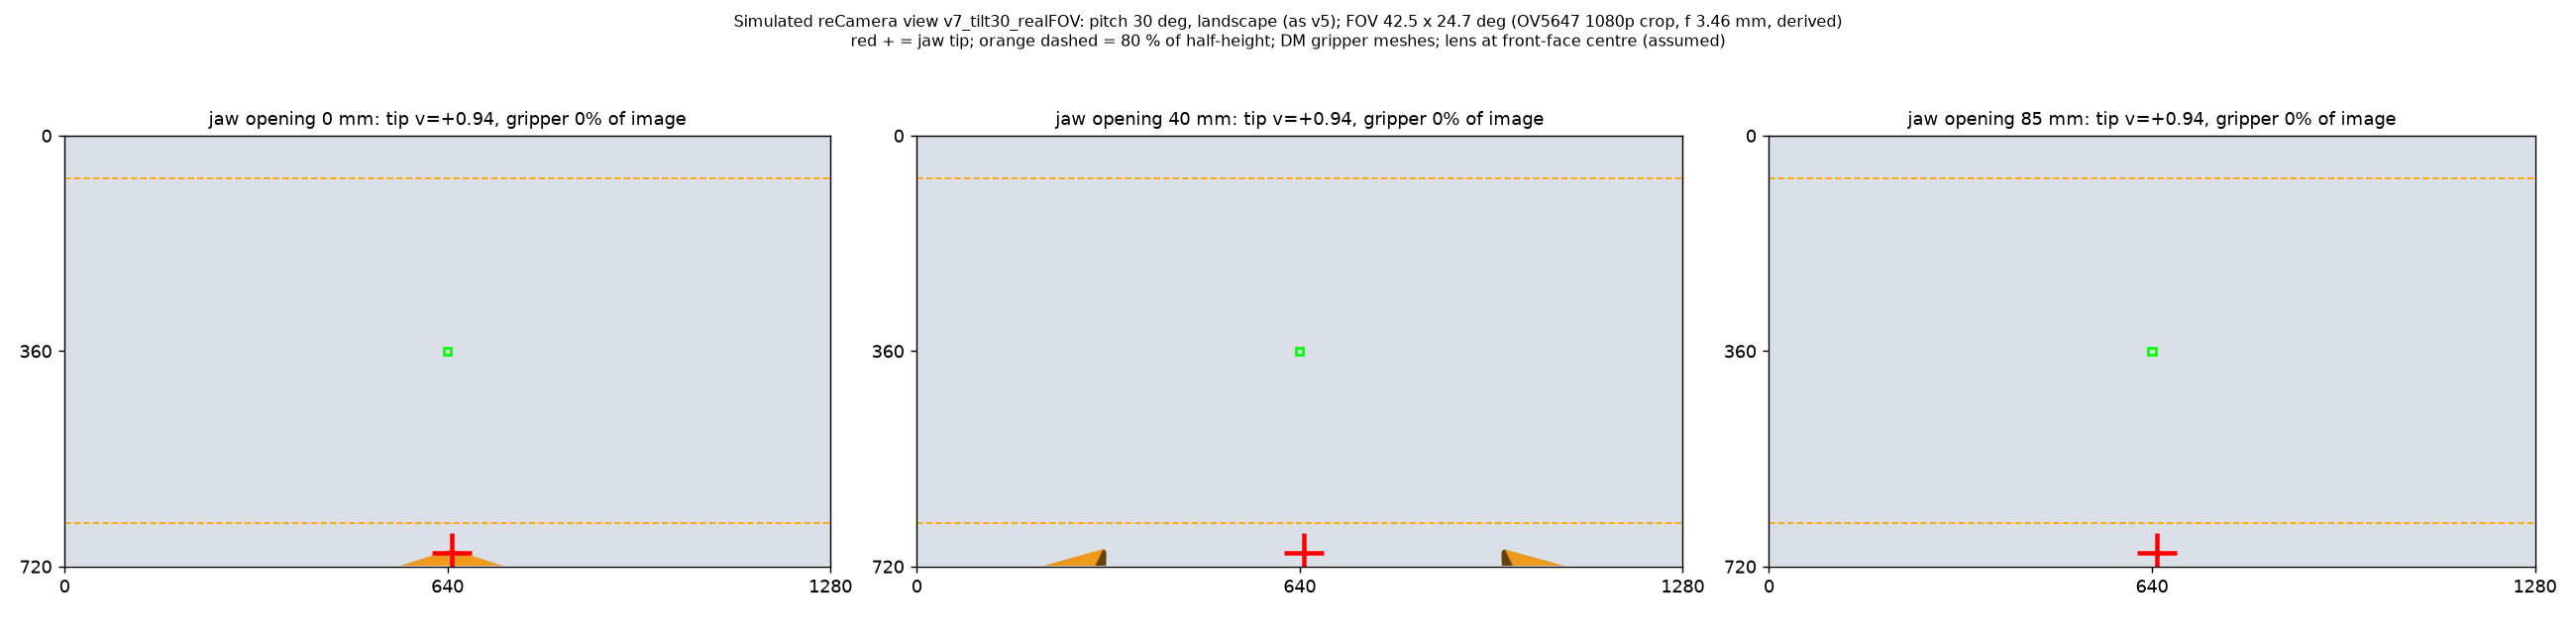 Simulated reCamera view v7_tilt30_realFOV: pitch 30 deg, landscape (as v5); FOV 42.5 x 24.7 deg (OV5647 1080p crop, f 3.46 mm, derived)
red + = jaw tip; orange dashed = 80 % of half-height; DM gripper meshes; lens at front-face centre (assumed)
jaw opening 0 mm: tip v=+0.94, gripper 0% of image
0
360
720
0 640 1280
jaw opening 40 mm: tip v=+0.94, gripper 0% of image
0
360
720
0 640 1280
jaw opening 85 mm: tip v=+0.94, gripper 0% of image
0
360
720
0 640 1280